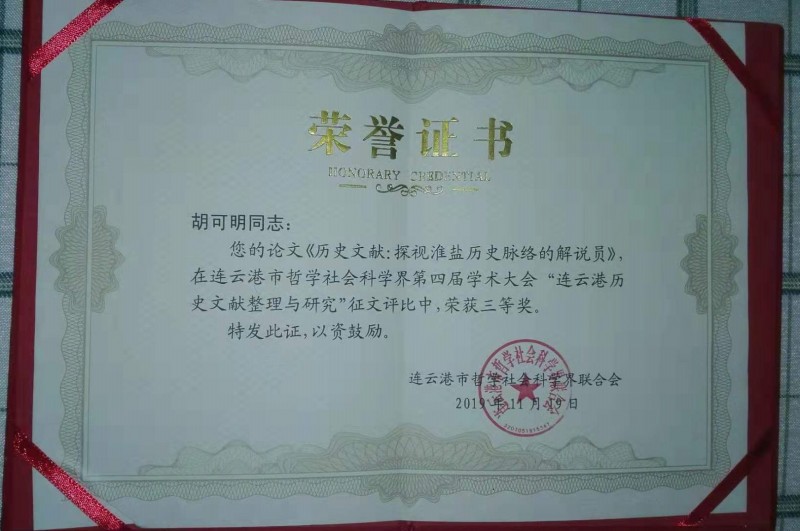 荣誉证书
HONORARY CREDENTIAL
胡可明同志：
您的论文《历史文献：探视淮盐历史脉络的解说员》，
在连云港市哲学社会科学界第四届学术大会“连云港历
史文献整理与研究”征文评比中，荣获三等奖。
特发此证，以资鼓励。
连云港市哲学社会科学界联合会
2019年11月19日